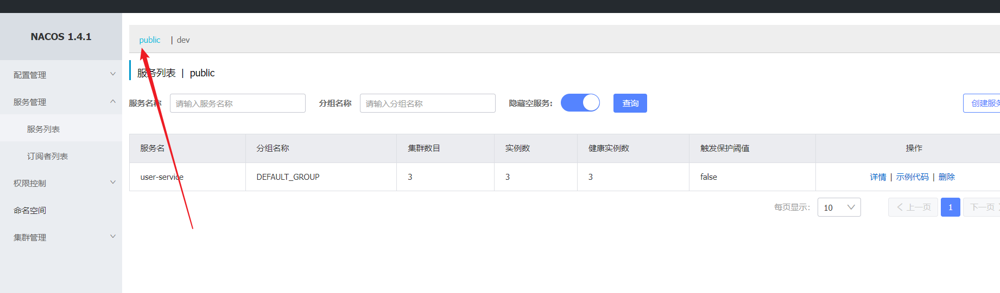 NACOS 1.4.1
配置管理
服务管理
服务列表
订阅者列表
权限控制
命名空间
集群管理
public | dev
服务列表 | public
服务名称 请输入服务名称 分组名称 请输入分组名称 隐藏空服务: 查询 创建服务
服务名 分组名称 集群数目 实例数 健康实例数 触发保护阈值 操作
user-service DEFAULT_GROUP 3 3 3 false 详情 | 示例代码 | 删除
每页显示: 10 上一页 1 下一页